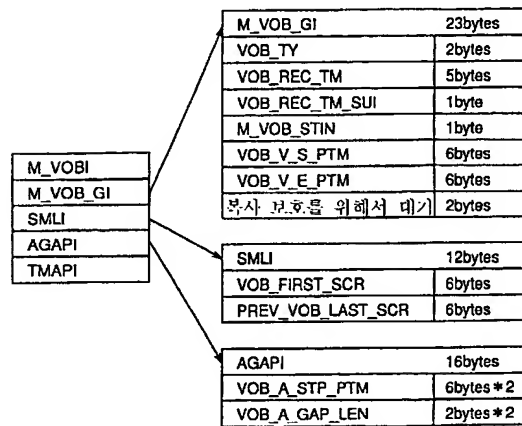 M_VOB_GI 23bytes
VOB_TY 2bytes
VOB_REC_TM 5bytes
VOB_REC_TM_SUI 1byte
M_VOB_STIN 1byte
VOB_V_S_PTM 6bytes
VOB_V_E_PTM 6bytes
복사 보호를 위해서 대기 2bytes
M_VOBI
M_VOB_GI
SMLI
AGAPI
TMAPI
SMLI 12bytes
VOB_FIRST_SCR 6bytes
PREV_VOB_LAST_SCR 6bytes
AGAPI 16bytes
VOB_A_STP_PTM 6bytes*2
VOB_A_GAP_LEN 2bytes*2